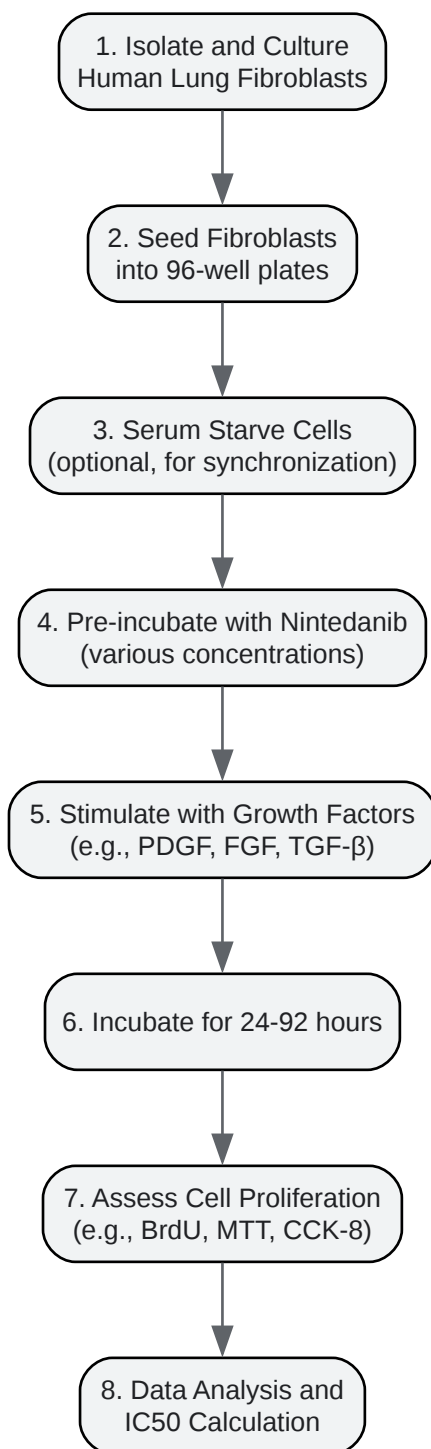 1. Isolate and Culture
Human Lung Fibroblasts
2. Seed Fibroblasts
into 96-well plates
3. Serum Starve Cells
(optional, for synchronization)
4. Pre-incubate with Nintedanib
(various concentrations)
5. Stimulate with Growth Factors
(e.g., PDGF, FGF, TGF-β)
6. Incubate for 24-92 hours
7. Assess Cell Proliferation
(e.g., BrdU, MTT, CCK-8)
8. Data Analysis and
IC50 Calculation